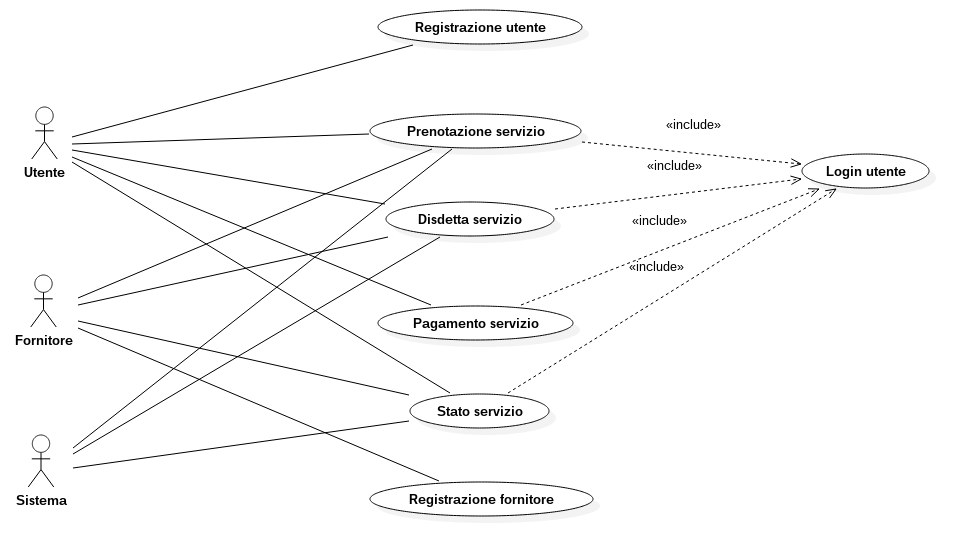 Registrazione utente
Prenotazione servizio
«include»
«include»
Utente
Login utente
Disdetta servizio
«include»
«include»
Fornitore
Pagamento servizio
Stato servizio
Sistema
Registrazione fornitore